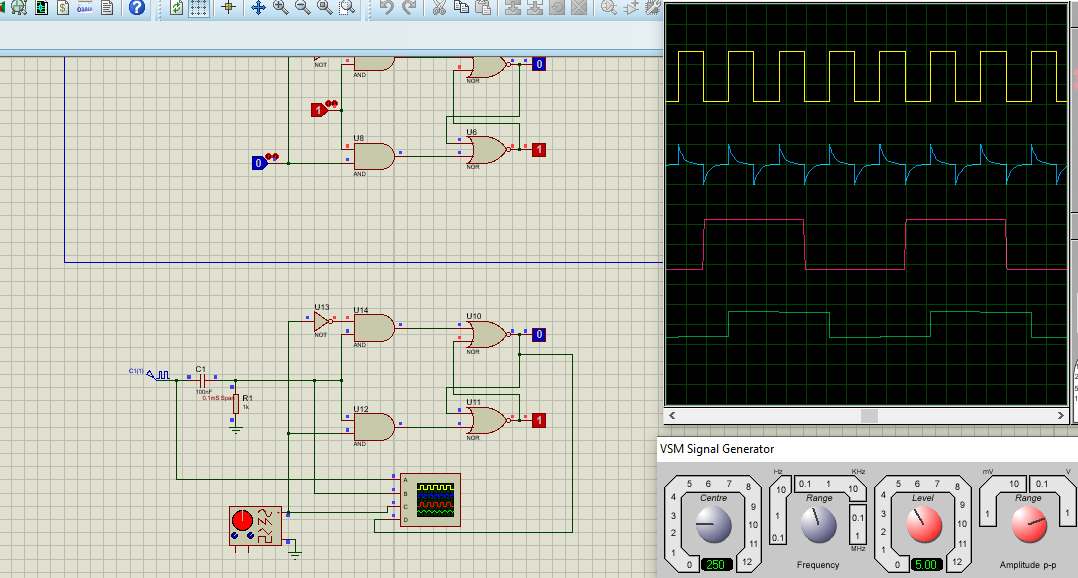 NOT
AND
NOR
0
1
U8
AND
U6
NOR
1
0
U13
NOT
U14
AND
U10
NOR
0
C1(1)
C1
100nF
0.1mS Span
R1
1k
U12
AND
U11
NOR
1
A
B
C
D
VSM Signal Generator
Centre
0 1 2 3 4 5 6 7 8 9 10 11 12
250
Hz
KHz
0.1 1 10
Range
10
1
0.1
0.1
1
MHz
Frequency
Level
0 1 2 3 4 5 6 7 8 9 10 11 12
5.00
mV
V
10 0.1
Range
1 1
Amplitude p-p